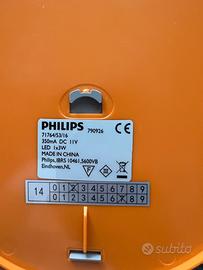 PHILIPS 790926 CE
71764/53/16
350mA DC 11V
LED 1x3W
MADE IN CHINA
Philips, IBRS 10461, 5600VB
Eindhoven, NL
F
14
0 1 2 3 4 5 6 7 8 9
0 1 2 3 4 5 6 7 8 9
subito